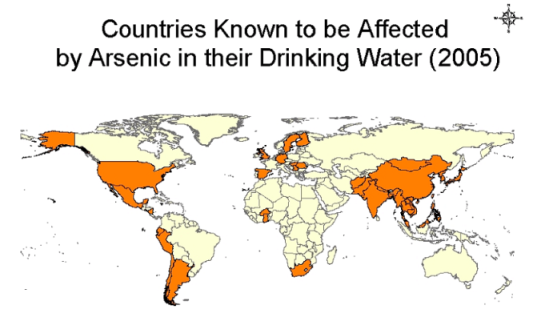 Countries Known to be Affected
by Arsenic in their Drinking Water (2005)